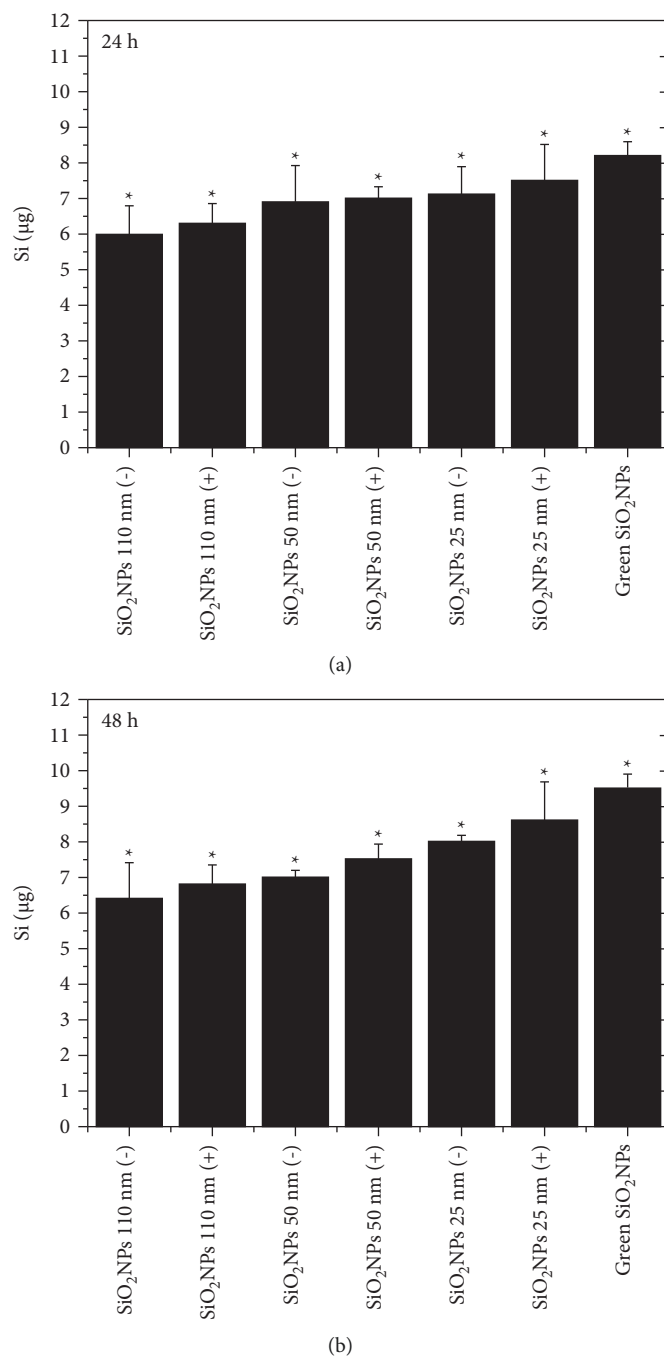 12
11
10
9
8
7
6
5
4
3
2
1
0
Si (µg)
24 h
*
*
*
*
*
*
*
SiO₂NPs 110 nm (-)
SiO₂NPs 110 nm (+)
SiO₂NPs 50 nm (-)
SiO₂NPs 50 nm (+)
SiO₂NPs 25 nm (-)
SiO₂NPs 25 nm (+)
Green SiO₂NPs
(a)
12
11
10
9
8
7
6
5
4
3
2
1
0
Si (µg)
48 h
*
*
*
*
*
*
*
SiO₂NPs 110 nm (-)
SiO₂NPs 110 nm (+)
SiO₂NPs 50 nm (-)
SiO₂NPs 50 nm (+)
SiO₂NPs 25 nm (-)
SiO₂NPs 25 nm (+)
Green SiO₂NPs
(b)